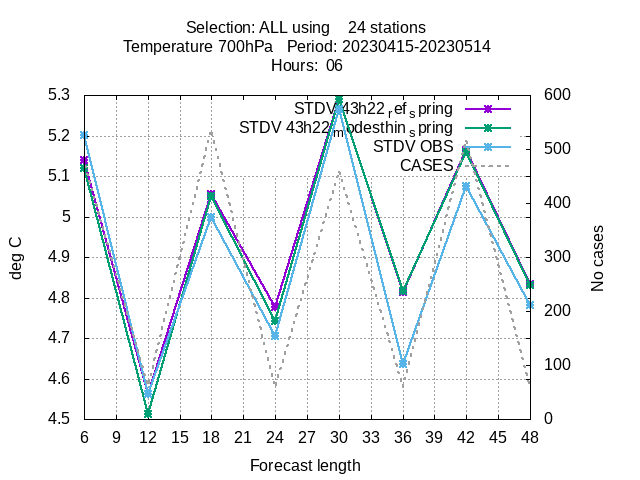 Selection: ALL using 24 stations
Temperature 700hPa Period: 20230415-20230514
Hours: 06
5.3
5.2
5.1
5
4.9
4.8
4.7
4.6
4.5
deg C
STDV 43h22_ref_spring
STDV 43h22_modesthin_spring
STDV OBS
CASES
600
500
400
300
200
100
0
No cases
6 9 12 15 18 21 24 27 30 33 36 39 42 45 48
Forecast length